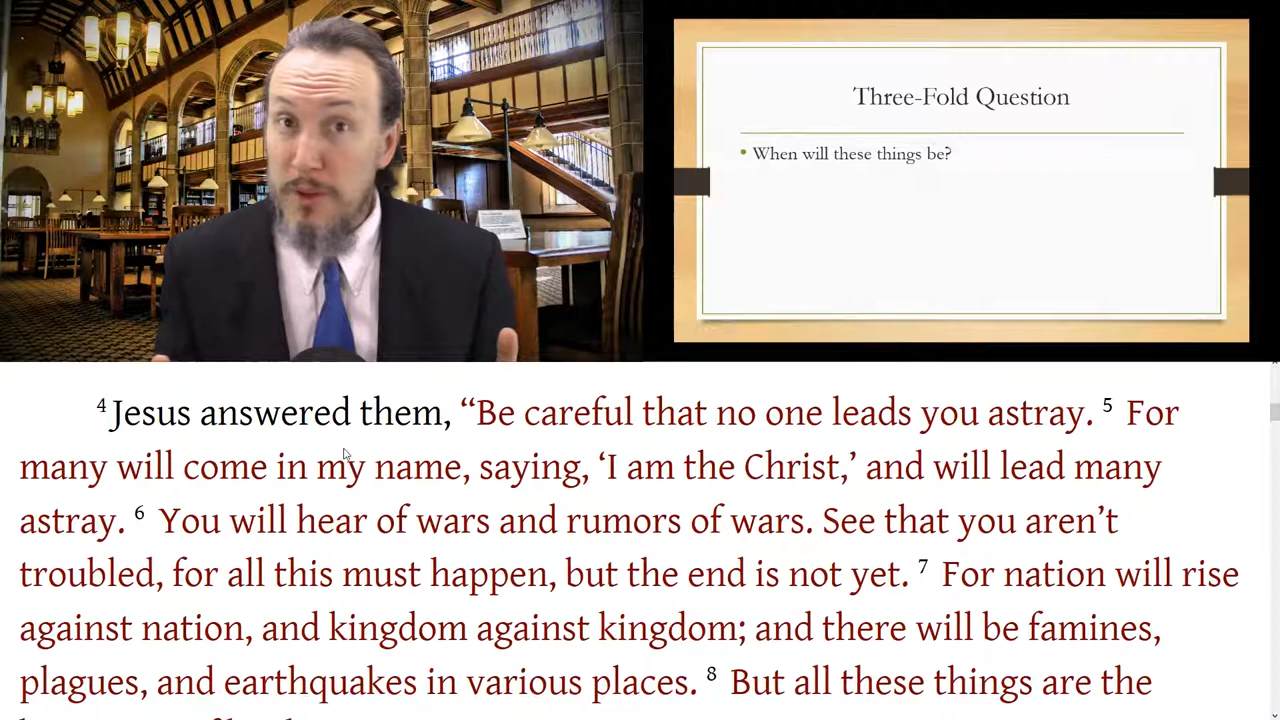 Three-Fold Question
• When will these things be?
4 Jesus answered them, “Be careful that no one leads you astray. 5 For
many will come in my name, saying, ‘I am the Christ,’ and will lead many
astray. 6 You will hear of wars and rumors of wars. See that you aren’t
troubled, for all this must happen, but the end is not yet. 7 For nation will rise
against nation, and kingdom against kingdom; and there will be famines,
plagues, and earthquakes in various places. 8 But all these things are the